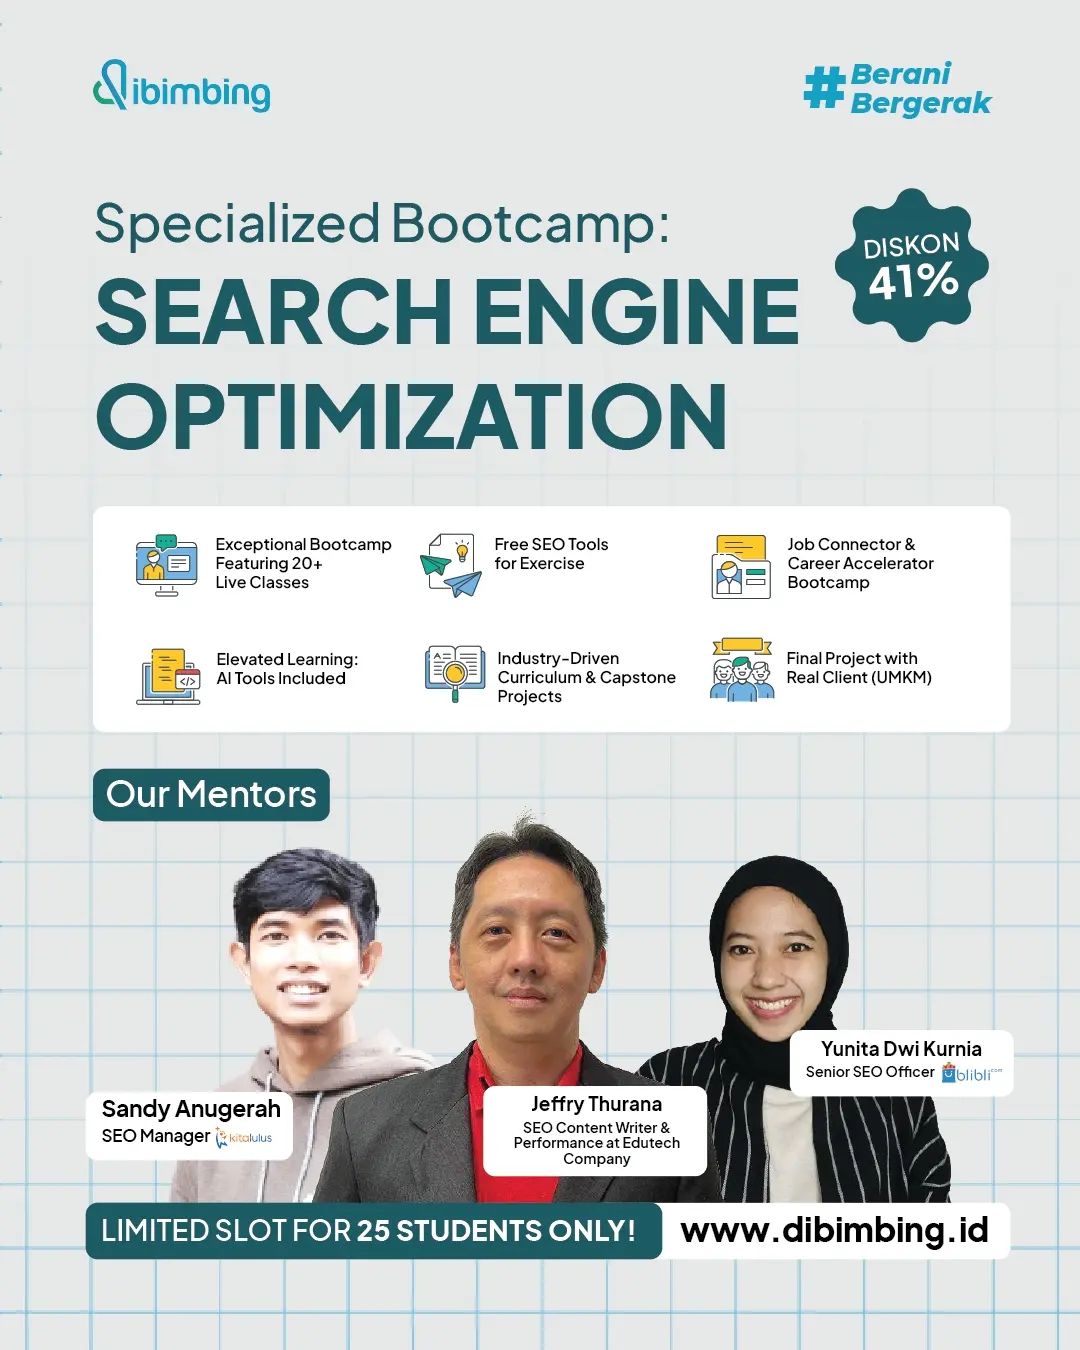 Dibimbing
#Berani
Bergerak
Specialized Bootcamp:
SEARCH ENGINE
OPTIMIZATION
DISKON
41%
Exceptional Bootcamp
Featuring 20+
Live Classes
Free SEO Tools
for Exercise
Job Connector &
Career Accelerator
Bootcamp
Elevated Learning:
AI Tools Included
Industry-Driven
Curriculum & Capstone
Projects
Final Project with
Real Client (UMKM)
Our Mentors
Sandy Anugerah
SEO Manager kitalulus
Jeffry Thurana
SEO Content Writer &
Performance at Edutech
Company
Yunita Dwi Kurnia
Senior SEO Officer blibli.com
LIMITED SLOT FOR 25 STUDENTS ONLY!
www.dibimbing.id